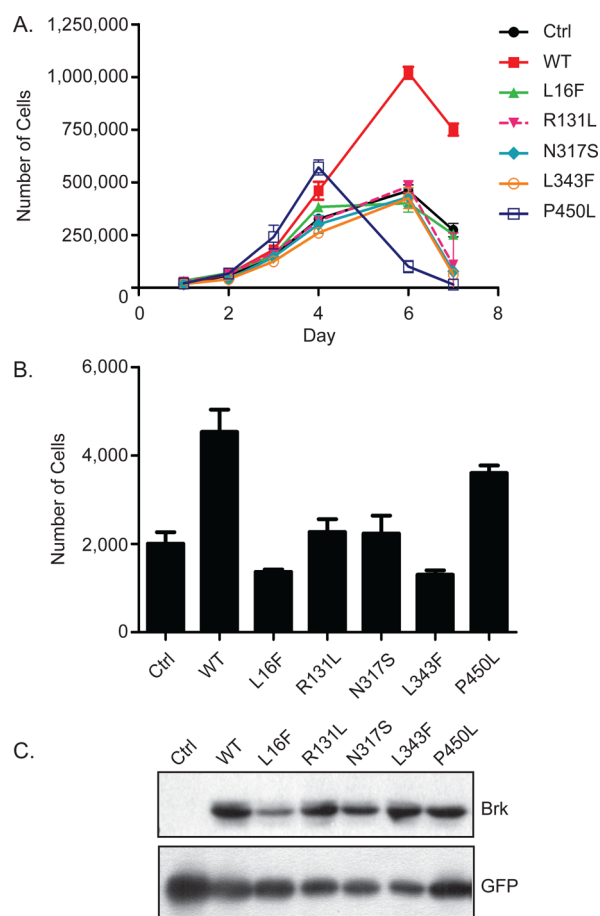 A.
1,250,000
1,000,000
750,000
500,000
250,000
0
Number of Cells
0 2 4 6 8
Day
Ctrl
WT
L16F
R131L
N317S
L343F
P450L
B.
6,000
4,000
2,000
0
Number of Cells
Ctrl WT L16F R131L N317S L343F P450L
C.
Ctrl WT L16F R131L N317S L343F P450L
Brk
GFP